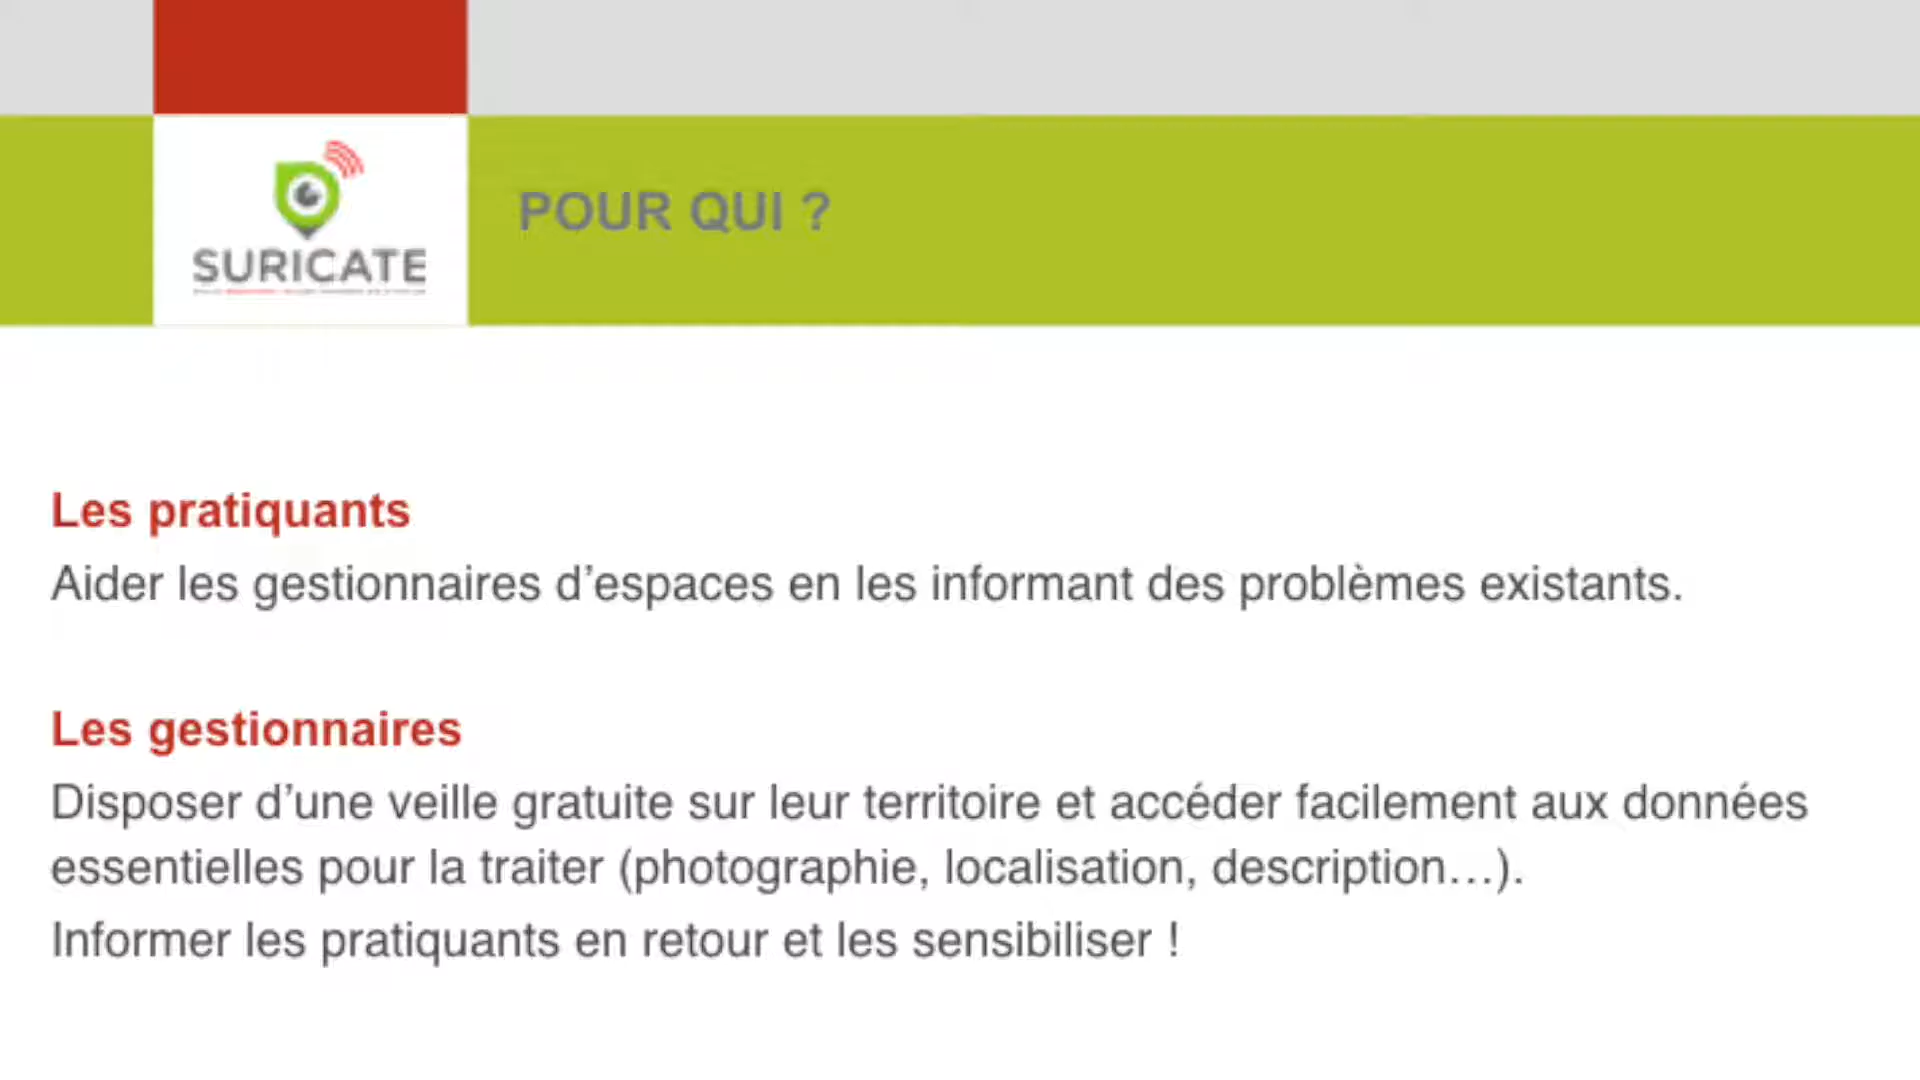 SURICATE
POUR QUI ?
Les pratiquants
Aider les gestionnaires d’espaces en les informant des problèmes existants.
Les gestionnaires
Disposer d’une veille gratuite sur leur territoire et accéder facilement aux données
essentielles pour la traiter (photographie, localisation, description…).
Informer les pratiquants en retour et les sensibiliser !